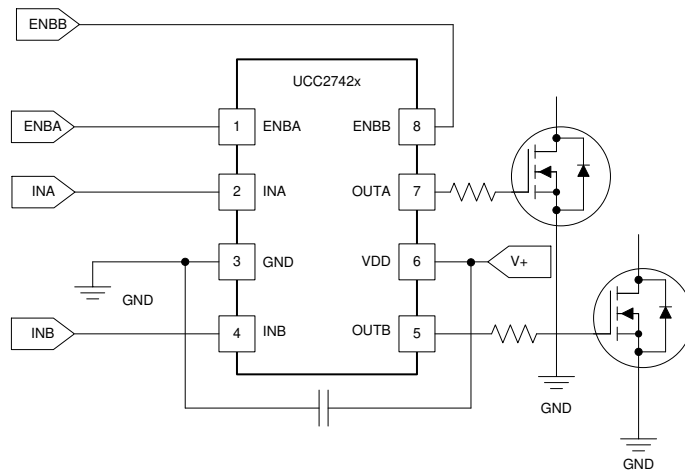 ENBB
UCC2742x
ENBA 1 ENBA ENBB 8
INA 2 INA OUTA 7
3 GND VDD 6 V+
GND
INB 4 INB OUTB 5
GND
GND